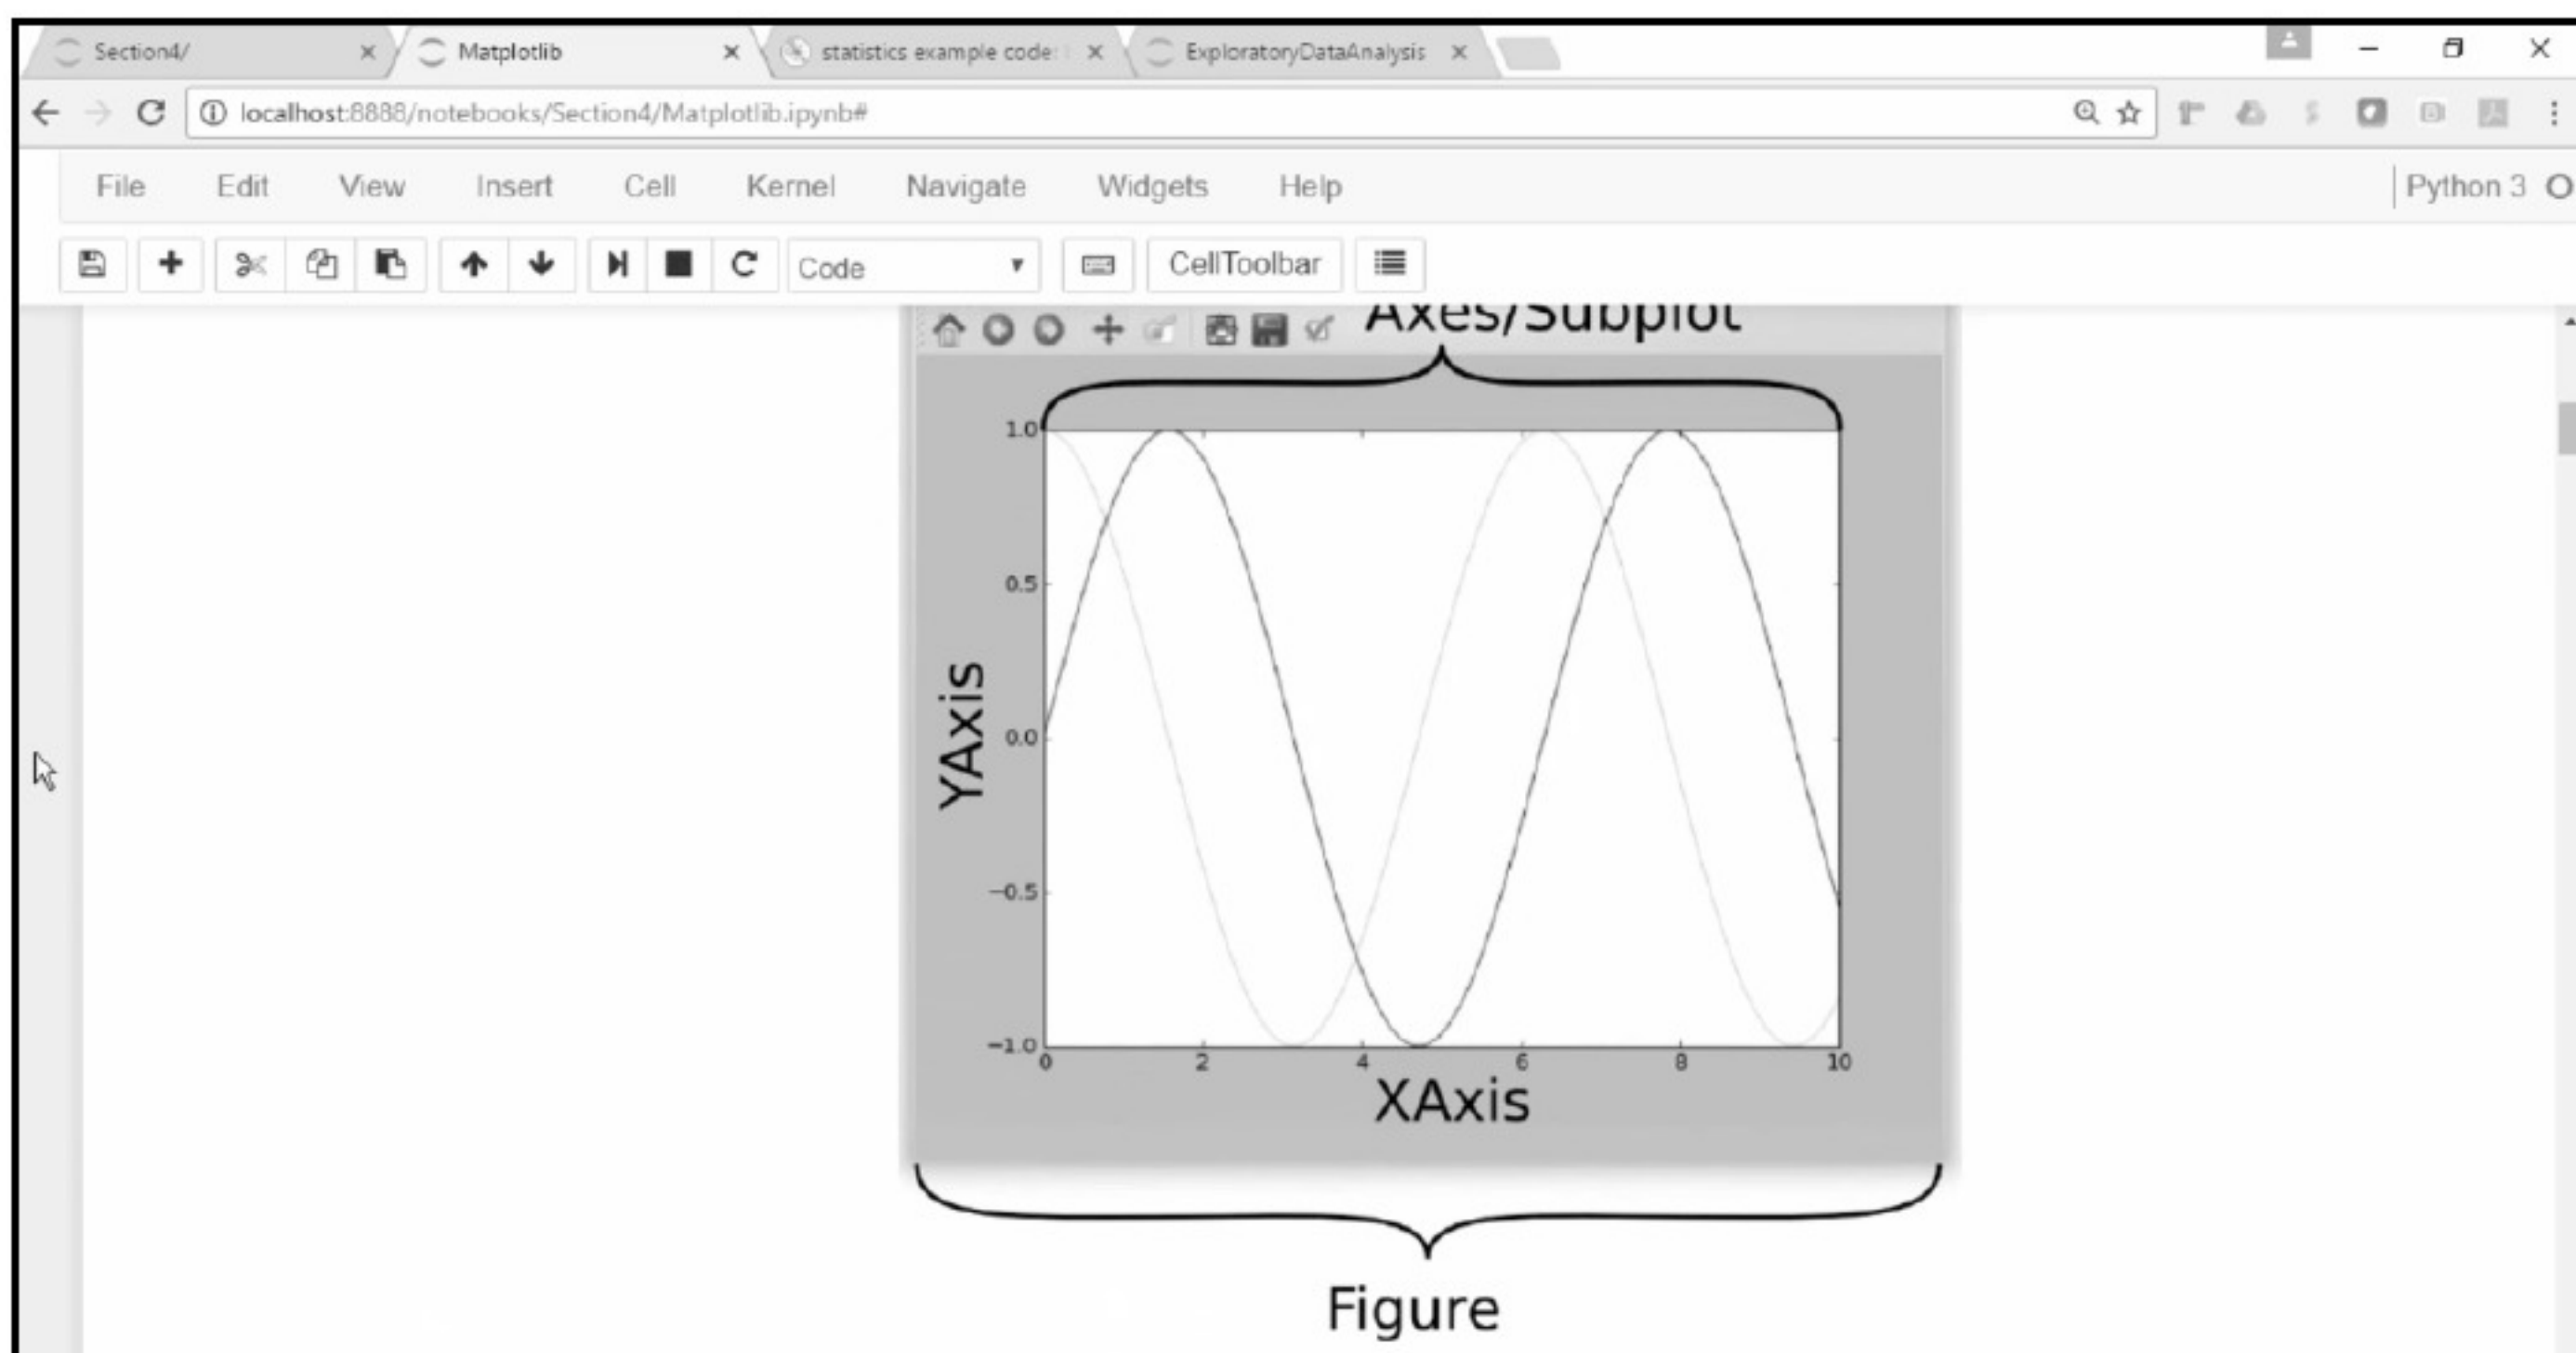 Section4/
Matplotlib
statistics example code:
ExploratoryDataAnalysis
localhost:8888/notebooks/Section4/Matplotlib.ipynb#
File Edit View Insert Cell Kernel Navigate Widgets Help Python 3
Code CellToolbar
Axes/Subplot
1.0
0.5
0.0
−0.5
−1.0
YAxis
0 2 4 6 8 10
XAxis
Figure